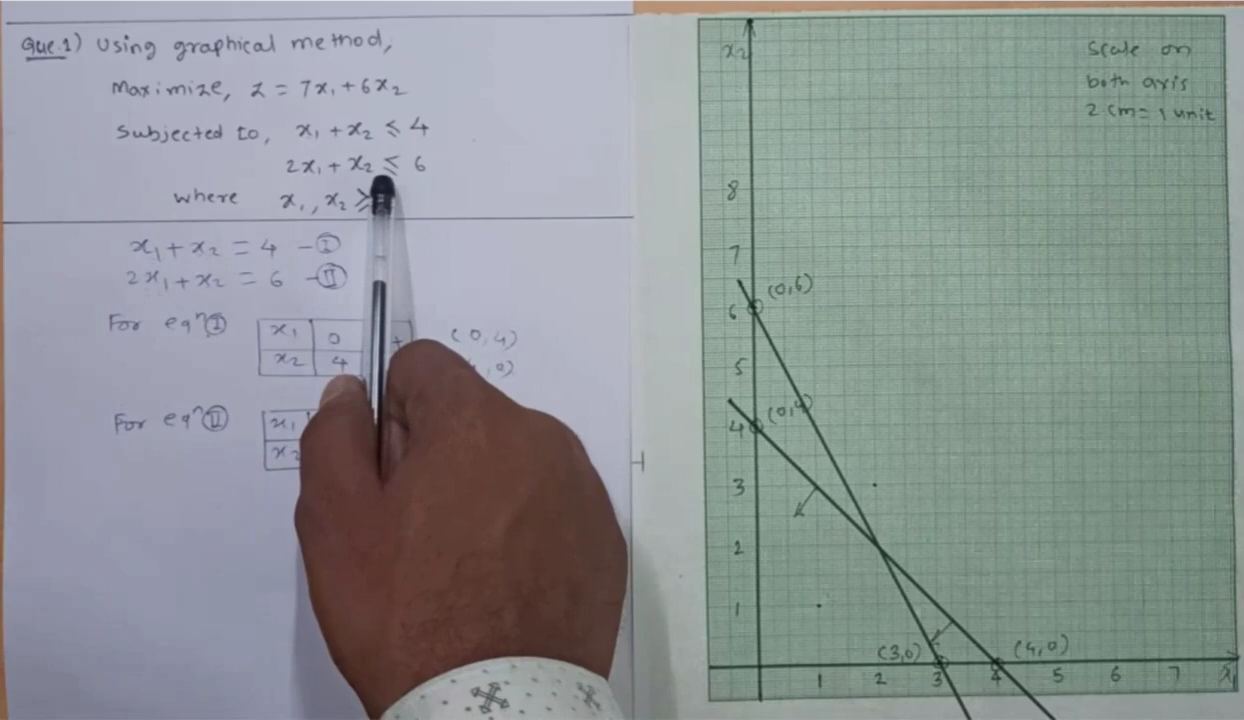 Que.1) Using graphical method,
Maximize, Z = 7x₁ + 6x₂
Subjected to, x₁ + x₂ ≤ 4
2x₁ + x₂ ≤ 6
where x₁, x₂ ≥
x₁ + x₂ = 4 - Ⓘ
2x₁ + x₂ = 6 - Ⓘ︎Ⓘ
For eqⁿ Ⓘ
x₁ 0
x₂ 4
(0,4)
,0)
For eqⁿ ⒾⒾ
x₁
x₂
x₂
Scale on
both axis
2 cm = 1 unit
8
7
6 (0,6)
5
4 (0,4)
3
2
1
(3,0) (4,0)
1 2 3 4 5 6 7 x₁